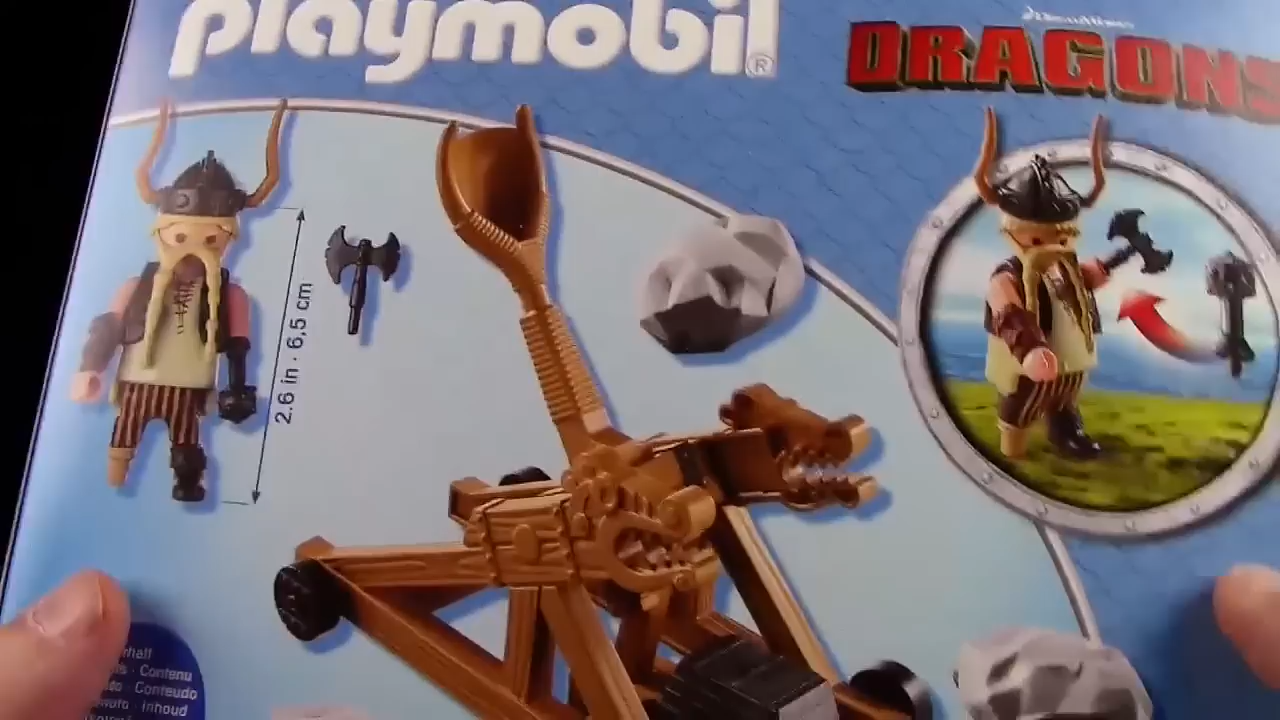 playmobil®
DreamWorks
DRAGONS
2.6 in · 6,5 cm
Contenu
Conteudo
Inhoud